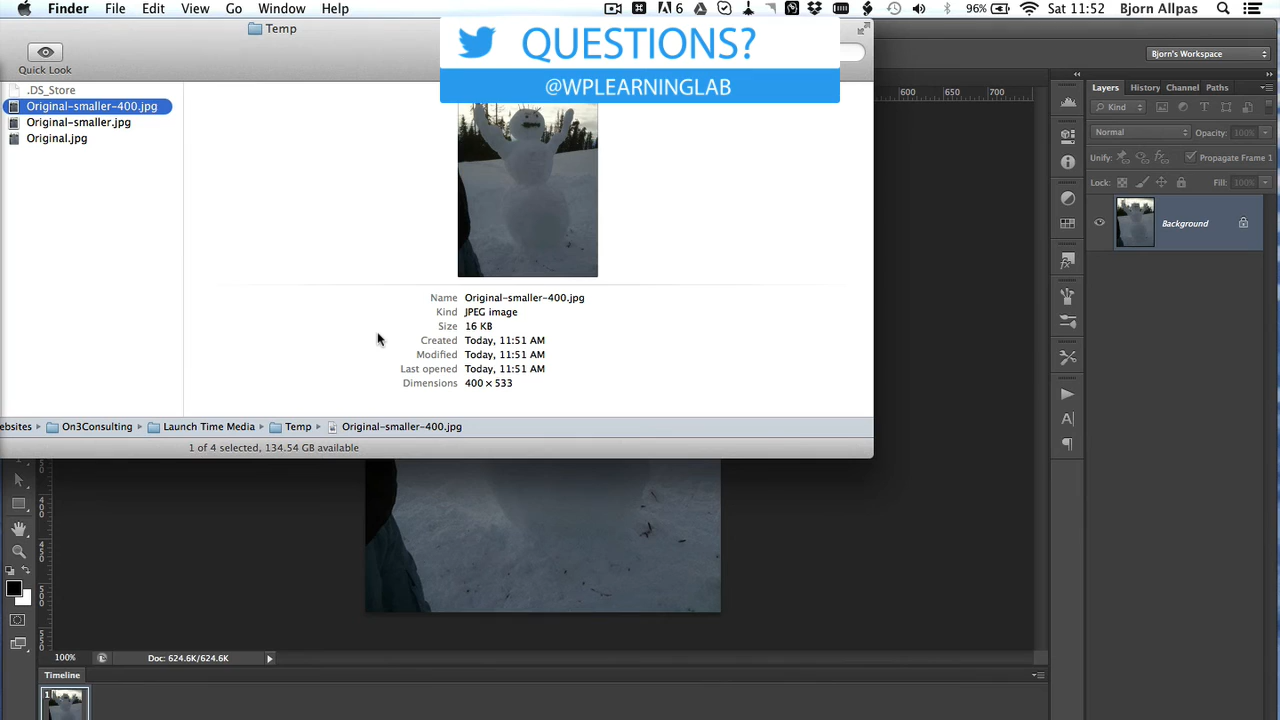 Finder File Edit View Go Window Help
6 96% Sat 11:52 Bjorn Allpas
Temp
QUESTIONS?
@WPLEARNINGLAB
Quick Look
Bjorn's Workspace
.DS_Store
Original-smaller-400.jpg
Original-smaller.jpg
Original.jpg
Name Original-smaller-400.jpg
Kind JPEG image
Size 16 KB
Created Today, 11:51 AM
Modified Today, 11:51 AM
Last opened Today, 11:51 AM
Dimensions 400 × 533
ebsites On3Consulting Launch Time Media Temp Original-smaller-400.jpg
1 of 4 selected, 134.54 GB available
600 650 700
Layers History Channel Paths
Kind
Normal Opacity: 100%
Unify: Propagate Frame 1
Lock: Fill: 100%
Background
400
450
500
550
100% Doc: 624.6K/624.6K
Timeline
1